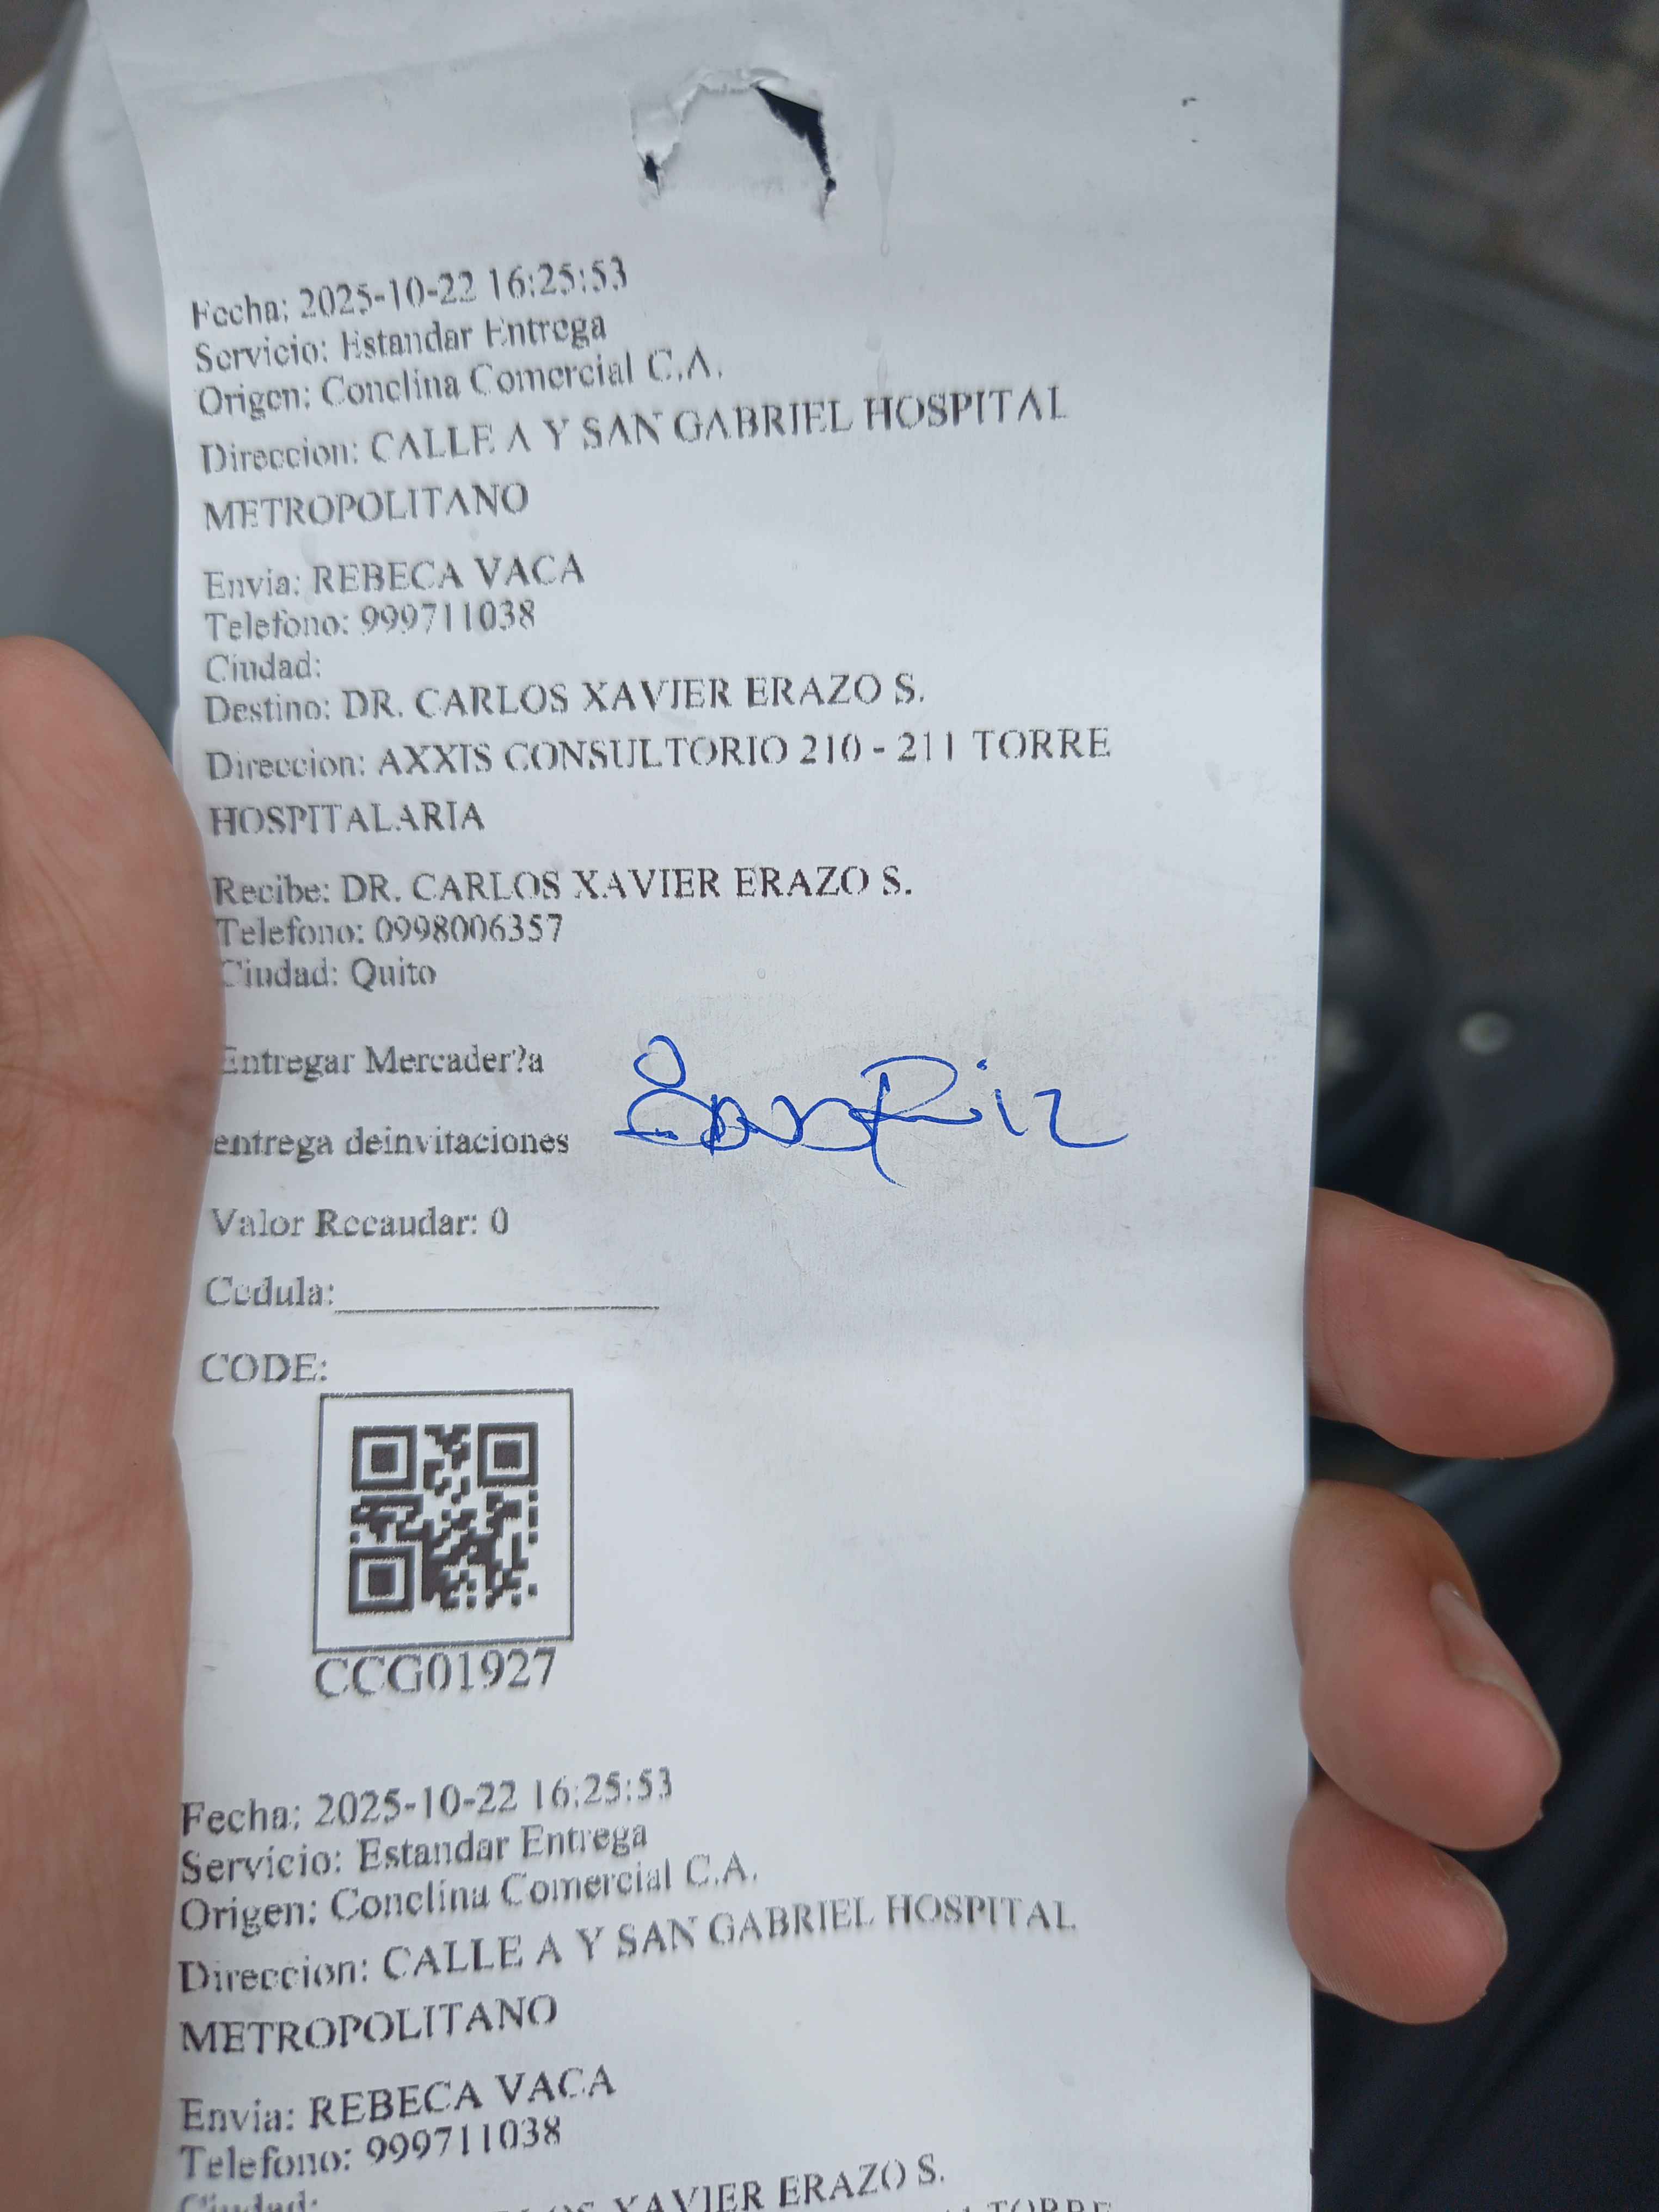 Fecha: 2025-10-22 16:25:53
Servicio: Estandar Entrega
Origen: Conclina Comercial C.A.
Direccion: CALLE A Y SAN GABRIEL HOSPITAL
METROPOLITANO
Envia: REBECA VACA
Telefono: 999711038
Ciudad:
Destino: DR. CARLOS XAVIER ERAZO S.
Direccion: AXXIS CONSULTORIO 210 - 211 TORRE
HOSPITALARIA
Recibe: DR. CARLOS XAVIER ERAZO S.
Telefono: 0998006357
Ciudad: Quito
Entregar Mercader?a
entrega deinvitaciones
Valor Recaudar: 0
Cedula:
CODE:
CCG01927
Fecha: 2025-10-22 16:25:53
Servicio: Estandar Entrega
Origen: Conclina Comercial C.A.
Direccion: CALLE A Y SAN GABRIEL HOSPITAL
METROPOLITANO
Envia: REBECA VACA
Telefono: 999711038
Ciudad:
XAVIER ERAZO S.
TORRE